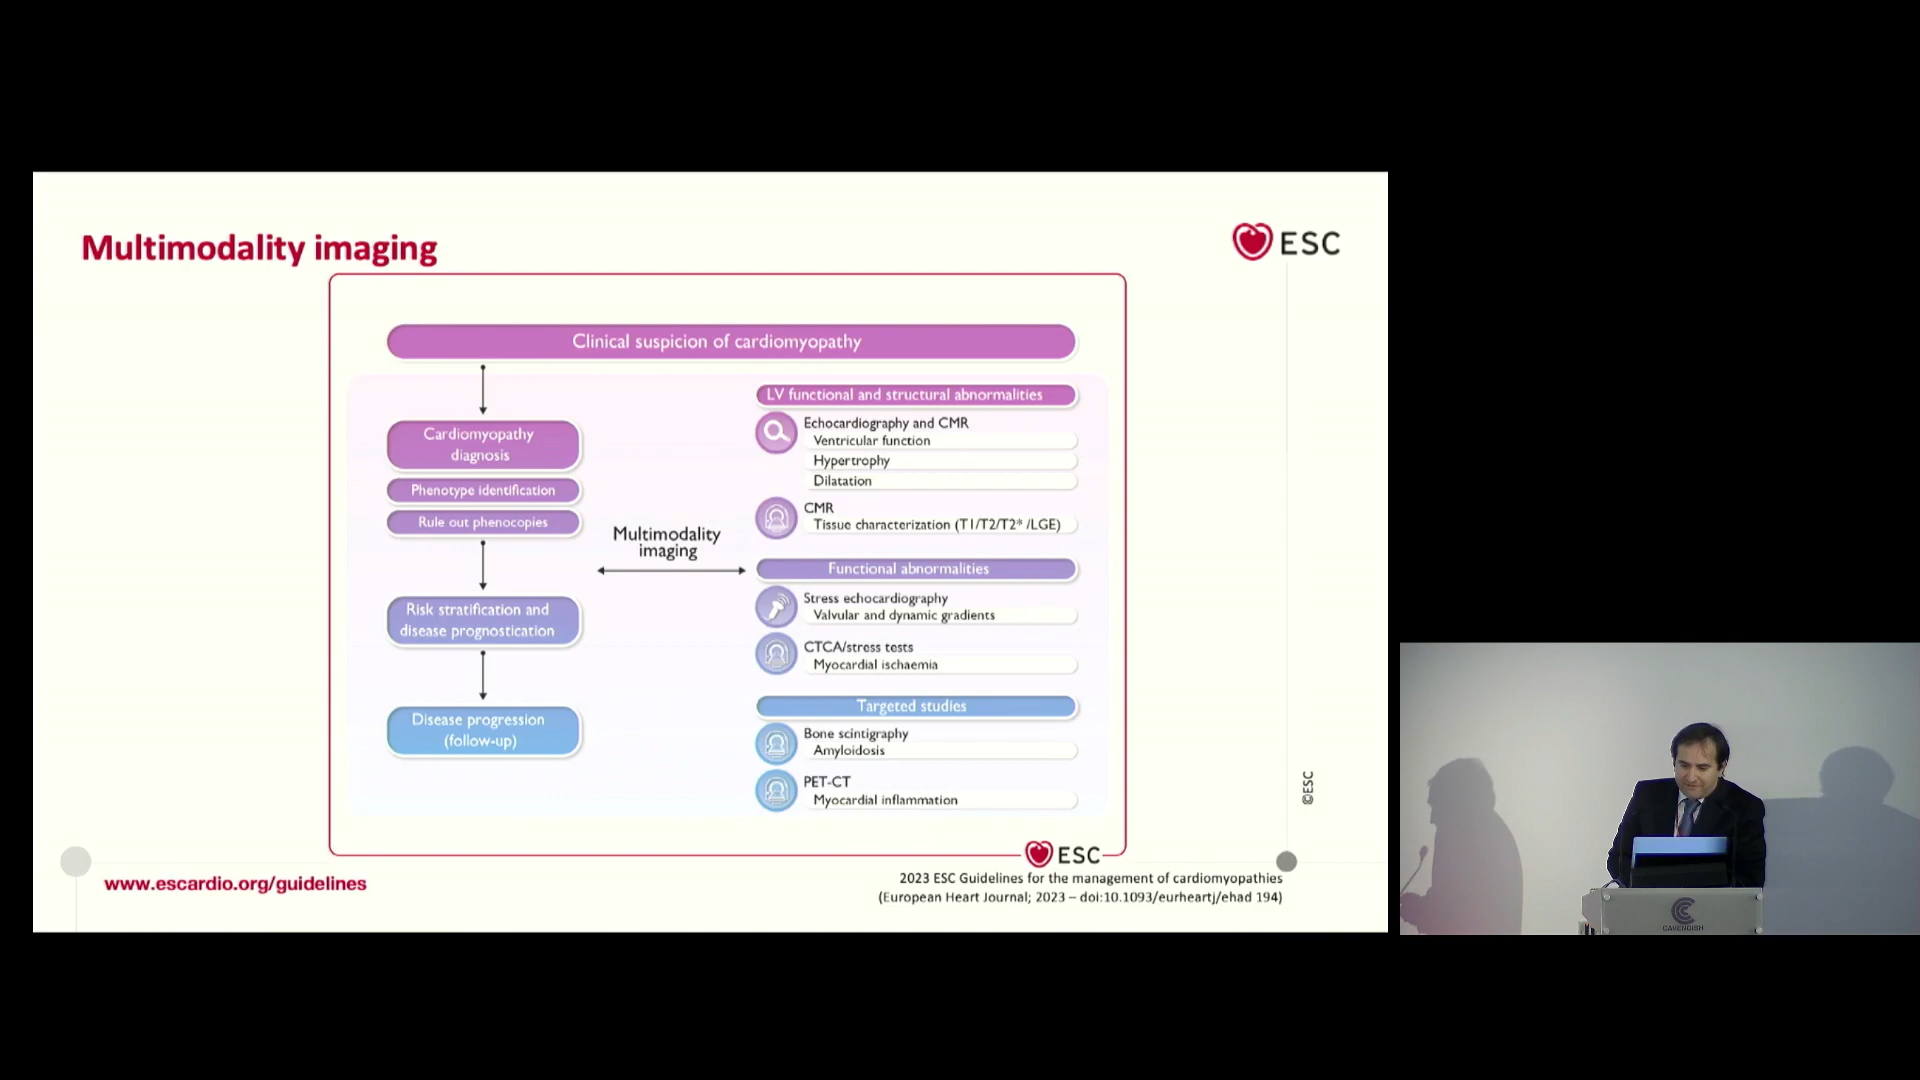 Multimodality imaging
ESC
Clinical suspicion of cardiomyopathy
Cardiomyopathy
diagnosis
Phenotype identification
Rule out phenocopies
Risk stratification and
disease prognostication
Disease progression
(follow-up)
Multimodality
imaging
LV functional and structural abnormalities
Echocardiography and CMR
Ventricular function
Hypertrophy
Dilatation
CMR
Tissue characterization (T1/T2/T2* /LGE)
Functional abnormalities
Stress echocardiography
Valvular and dynamic gradients
CTCA/stress tests
Myocardial ischaemia
Targeted studies
Bone scintigraphy
Amyloidosis
PET-CT
Myocardial inflammation
ESC
©ESC
www.escardio.org/guidelines
2023 ESC Guidelines for the management of cardiomyopathies
(European Heart Journal; 2023 – doi:10.1093/eurheartj/ehad 194)
CAVENDISH